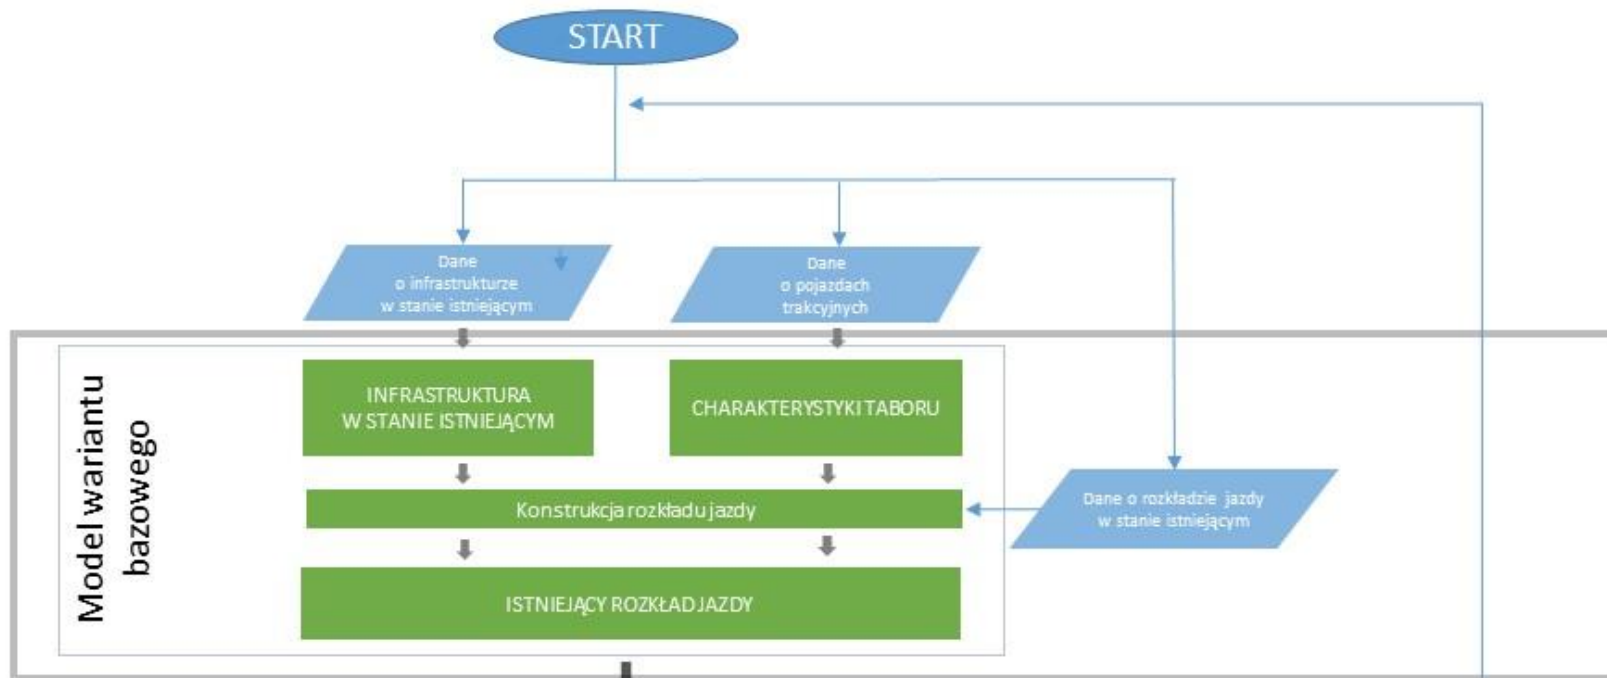 START
Dane
o infrastrukturze
w stanie istniejącym
Dane
o pojazdach
trakcyjnych
Model wariantu
bazowego
INFRASTRUKTURA
W STANIE ISTNIEJĄCYM
CHARAKTERYSTYKI TABORU
Konstrukcja rozkładu jazdy
Dane o rozkładzie jazdy
w stanie istniejącym
ISTNIEJĄCY ROZKŁAD JAZDY